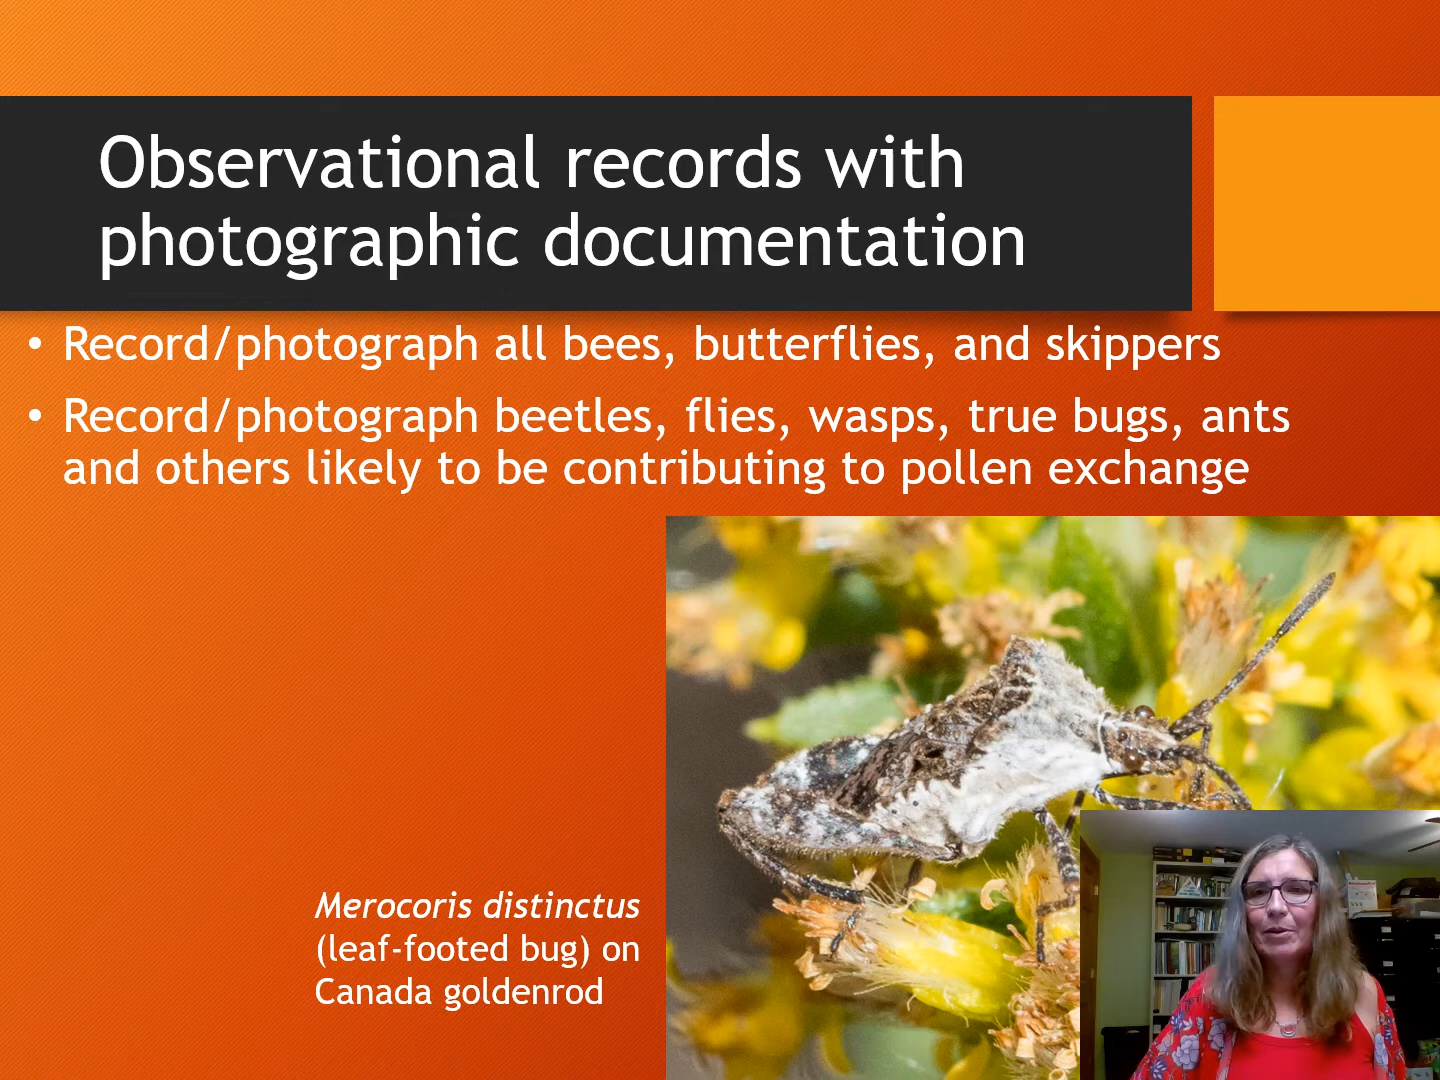 Observational records with
photographic documentation
• Record/photograph all bees, butterflies, and skippers
• Record/photograph beetles, flies, wasps, true bugs, ants
and others likely to be contributing to pollen exchange
Merocoris distinctus
(leaf-footed bug) on
Canada goldenrod